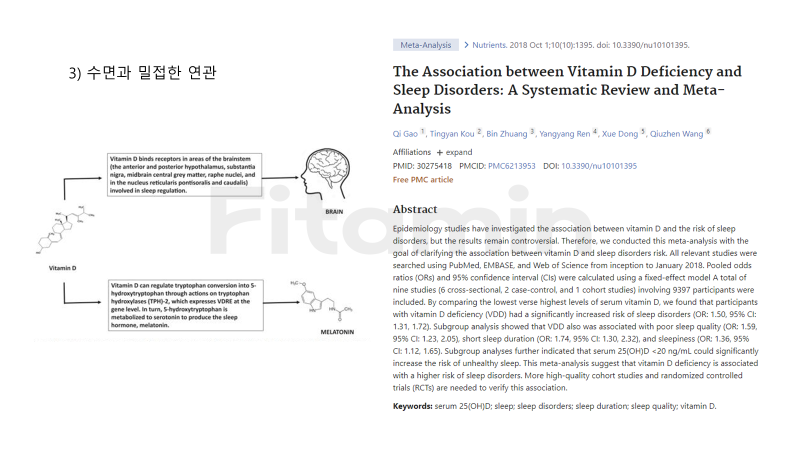 3) 수면과 밀접한 연관
Vitamin D binds receptors in areas of the brainstem
(the anterior and posterior hypothalamus, substantia
nigra, midbrain central grey matter, raphe nuclei, and
in the nucleus reticularis pontisoralis and caudalis)
involved in sleep regulation.
BRAIN
Vitamin D
Vitamin D can regulate tryptophan conversion into 5-
hydroxytryptophan through actions on tryptophan
hydroxylases (TPH)-2, which expresses VDRE at the
gene level. In turn, 5-hydroxytryptophan is
metabolized to serotonin to produce the sleep
hormone, melatonin.
MELATONIN
Fitamin
Meta-Analysis > Nutrients. 2018 Oct 1;10(10):1395. doi: 10.3390/nu10101395.
The Association between Vitamin D Deficiency and
Sleep Disorders: A Systematic Review and Meta-
Analysis
Qi Gao 1, Tingyan Kou 2, Bin Zhuang 3, Yangyang Ren 4, Xue Dong 5, Qiuzhen Wang 6
Affiliations + expand
PMID: 30275418 PMCID: PMC6213953 DOI: 10.3390/nu10101395
Free PMC article
Abstract
Epidemiology studies have investigated the association between vitamin D and the risk of sleep
disorders, but the results remain controversial. Therefore, we conducted this meta-analysis with the
goal of clarifying the association between vitamin D and sleep disorders risk. All relevant studies were
searched using PubMed, EMBASE, and Web of Science from inception to January 2018. Pooled odds
ratios (ORs) and 95% confidence interval (CIs) were calculated using a fixed-effect model A total of
nine studies (6 cross-sectional, 2 case-control, and 1 cohort studies) involving 9397 participants were
included. By comparing the lowest verse highest levels of serum vitamin D, we found that participants
with vitamin D deficiency (VDD) had a significantly increased risk of sleep disorders (OR: 1.50, 95% CI:
1.31, 1.72). Subgroup analysis showed that VDD also was associated with poor sleep quality (OR: 1.59,
95% CI: 1.23, 2.05), short sleep duration (OR: 1.74, 95% CI: 1.30, 2.32), and sleepiness (OR: 1.36, 95%
CI: 1.12, 1.65). Subgroup analyses further indicated that serum 25(OH)D <20 ng/mL could significantly
increase the risk of unhealthy sleep. This meta-analysis suggest that vitamin D deficiency is associated
with a higher risk of sleep disorders. More high-quality cohort studies and randomized controlled
trials (RCTs) are needed to verify this association.
Keywords: serum 25(OH)D; sleep; sleep disorders; sleep duration; sleep quality; vitamin D.